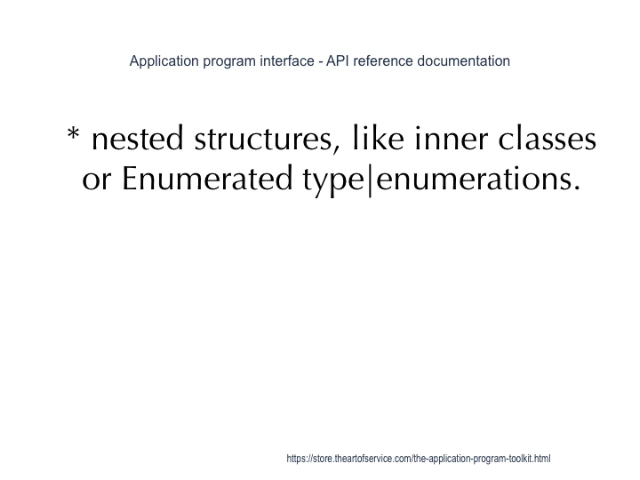 Application program interface - API reference documentation
* nested structures, like inner classes
or Enumerated type|enumerations.
https://store.theartofservice.com/the-application-program-toolkit.html